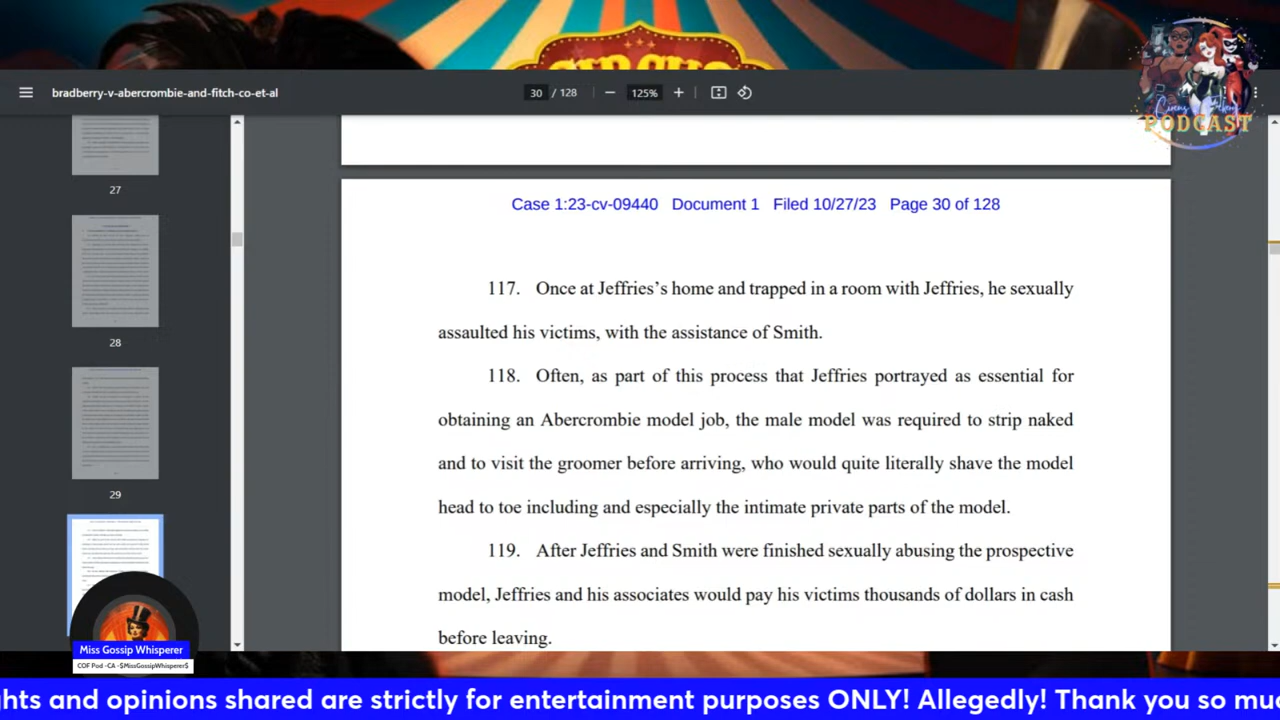 bradberry-v-abercrombie-and-fitch-co-et-al
30 / 128
125%
PODCAST
27
28
29
Case 1:23-cv-09440 Document 1 Filed 10/27/23 Page 30 of 128
117. Once at Jeffries’s home and trapped in a room with Jeffries, he sexually
assaulted his victims, with the assistance of Smith.
118. Often, as part of this process that Jeffries portrayed as essential for
obtaining an Abercrombie model job, the male model was required to strip naked
and to visit the groomer before arriving, who would quite literally shave the model
head to toe including and especially the intimate private parts of the model.
119. After Jeffries and Smith were finished sexually abusing the prospective
model, Jeffries and his associates would pay his victims thousands of dollars in cash
before leaving.
Miss Gossip Whisperer
COF Pod -CA -$MissGossipWhisperer$
hts and opinions shared are strictly for entertainment purposes ONLY! Allegedly! Thank you so mu